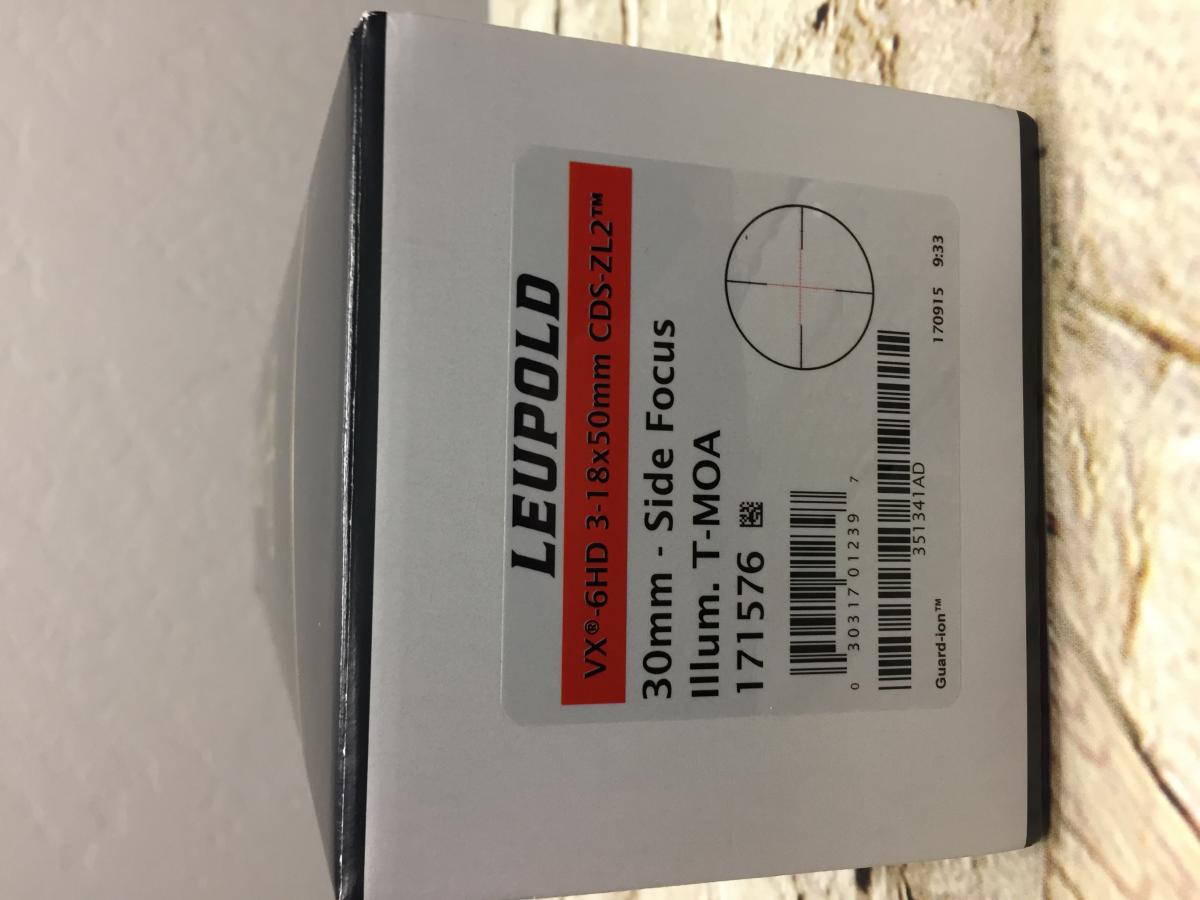 LEUPOLD
VX®-6HD 3-18x50mm CDS-ZL2™
30mm - Side Focus
Illum. T-MOA
171576
0 30317 01239 7
351341AD
Guard-ion™ 170915 9:33